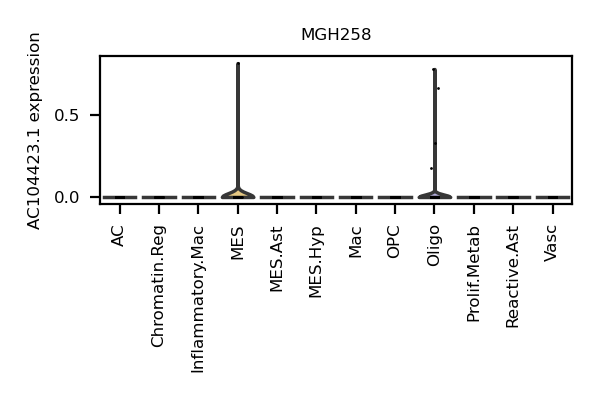 MGH258
AC104423.1 expression
0.5
0.0
AC
Chromatin.Reg
Inflammatory.Mac
MES
MES.Ast
MES.Hyp
Mac
OPC
Oligo
Prolif.Metab
Reactive.Ast
Vasc